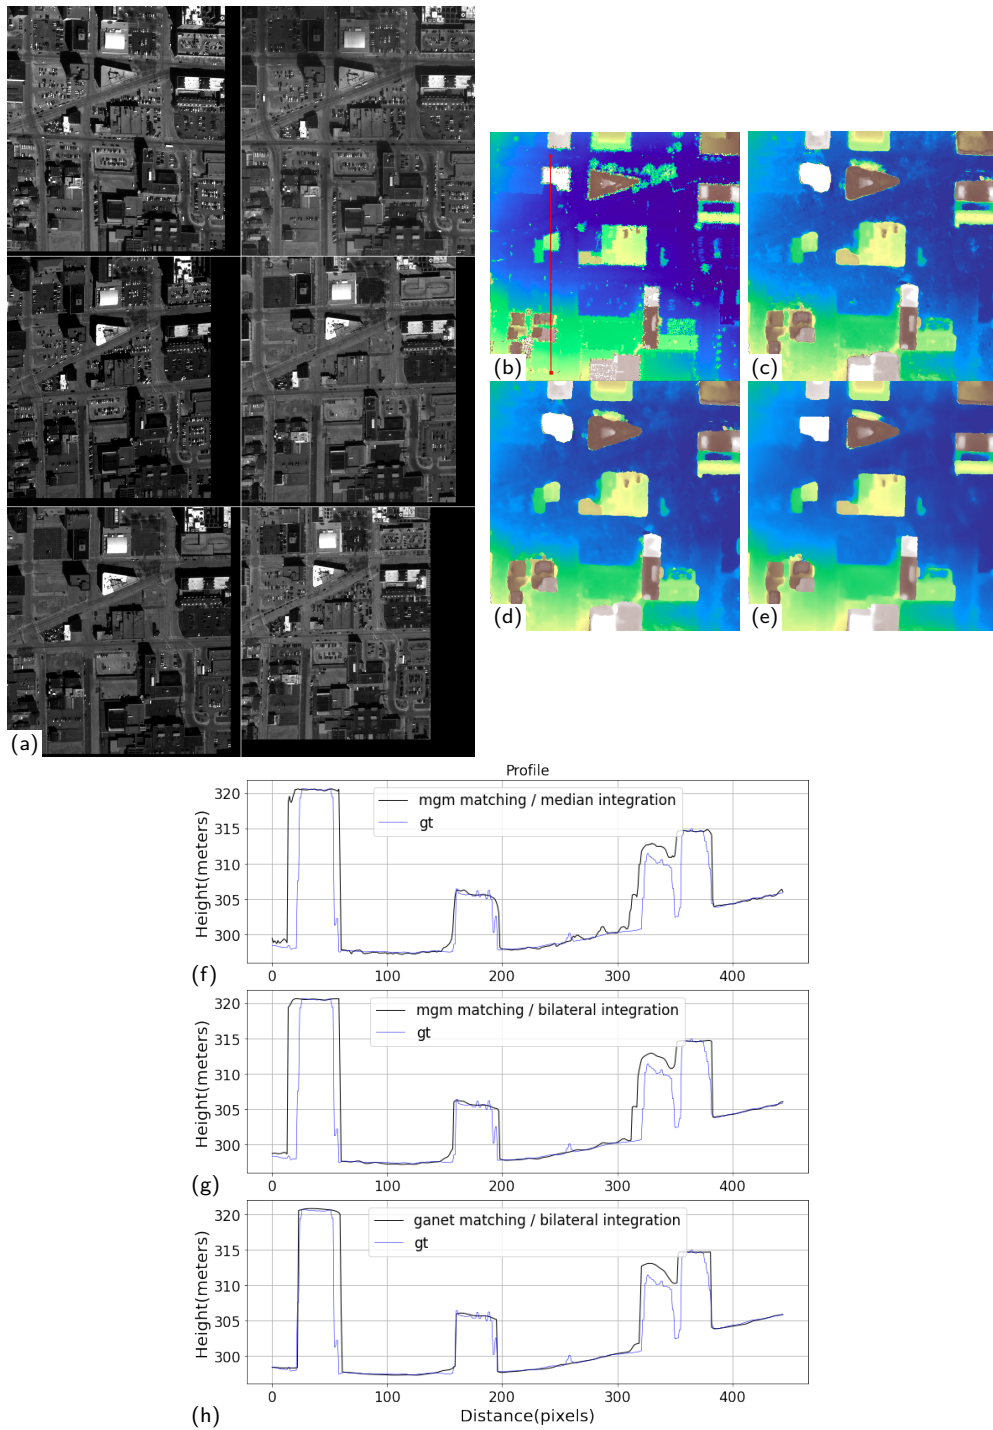 (a)
(b)
(c)
(d)
(e)
Profile
mgm matching / median integration
gt
Height(meters)
320
315
310
305
300
0
100
200
300
400
(f)
mgm matching / bilateral integration
gt
Height(meters)
320
315
310
305
300
0
100
200
300
400
(g)
ganet matching / bilateral integration
gt
Height(meters)
320
315
310
305
300
0
100
200
300
400
Distance(pixels)
(h)